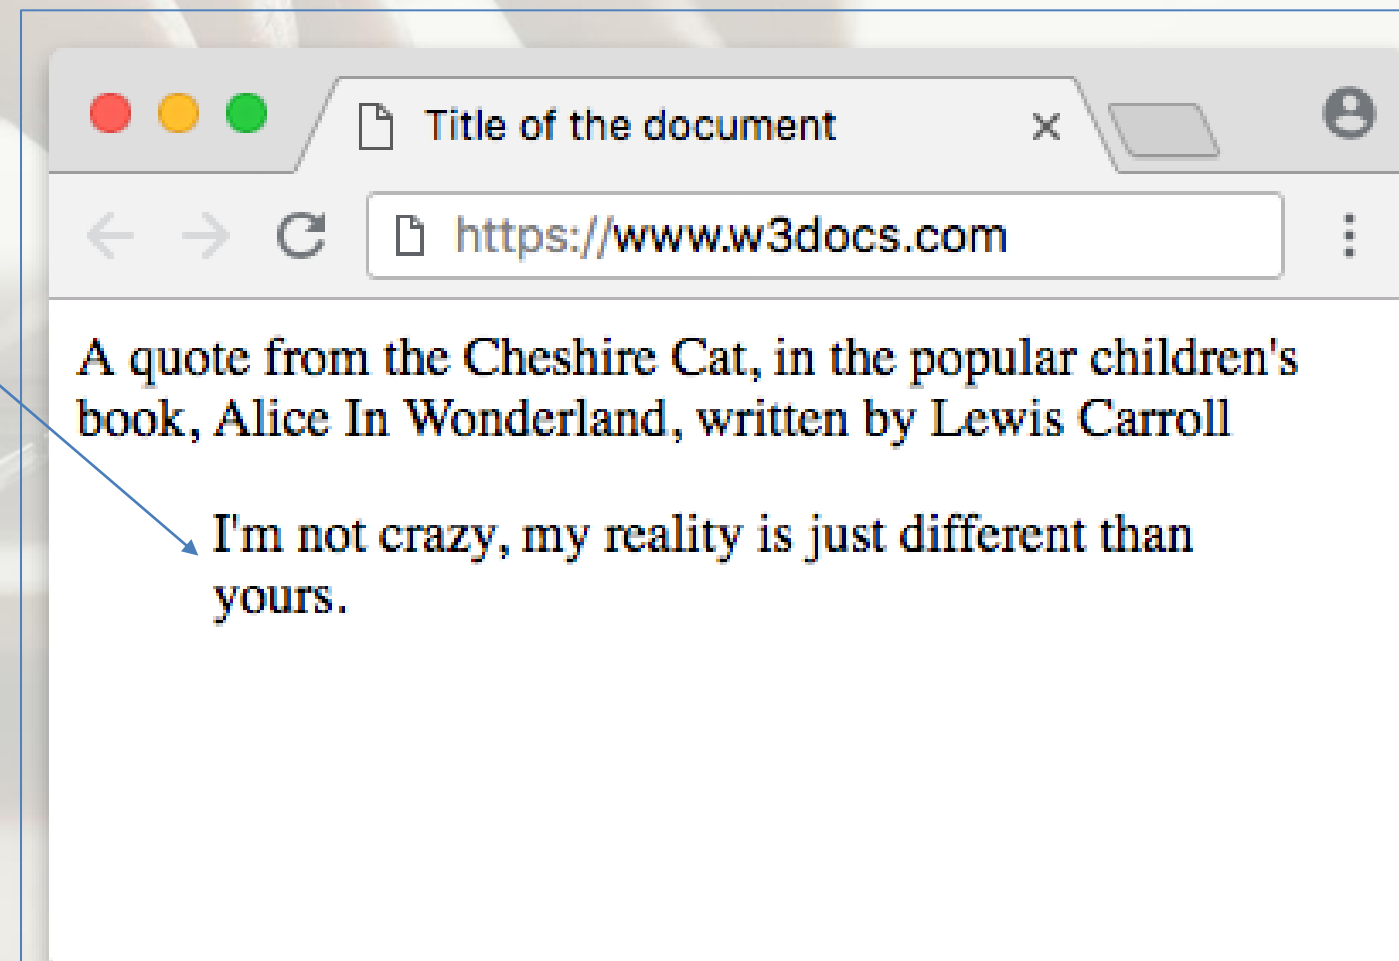 Title of the document
https://www.w3docs.com
A quote from the Cheshire Cat, in the popular children's
book, Alice In Wonderland, written by Lewis Carroll
I'm not crazy, my reality is just different than
yours.